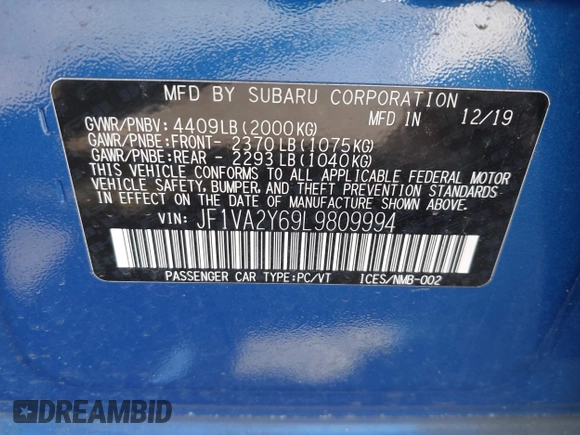 MFD BY SUBARU CORPORATION
GVWR/PNBV: 4409LB(2000KG) MFD IN 12/19
GAWR/PNBE:FRONT- 2370LB(1075KG)
GAWR/PNBE:REAR - 2293LB(1040KG)
THIS VEHICLE CONFORMS TO ALL APPLICABLE FEDERAL MOTOR
VEHICLE SAFETY, BUMPER, AND THEFT PREVENTION STANDARDS
IN EFFECT ON THE DATE OF MANUFACTURE SHOWN ABOVE.
VIN: JF1VA2Y69L9809994
PASSENGER CAR TYPE:PC/VT ICES/NMB-002
DREAMBID